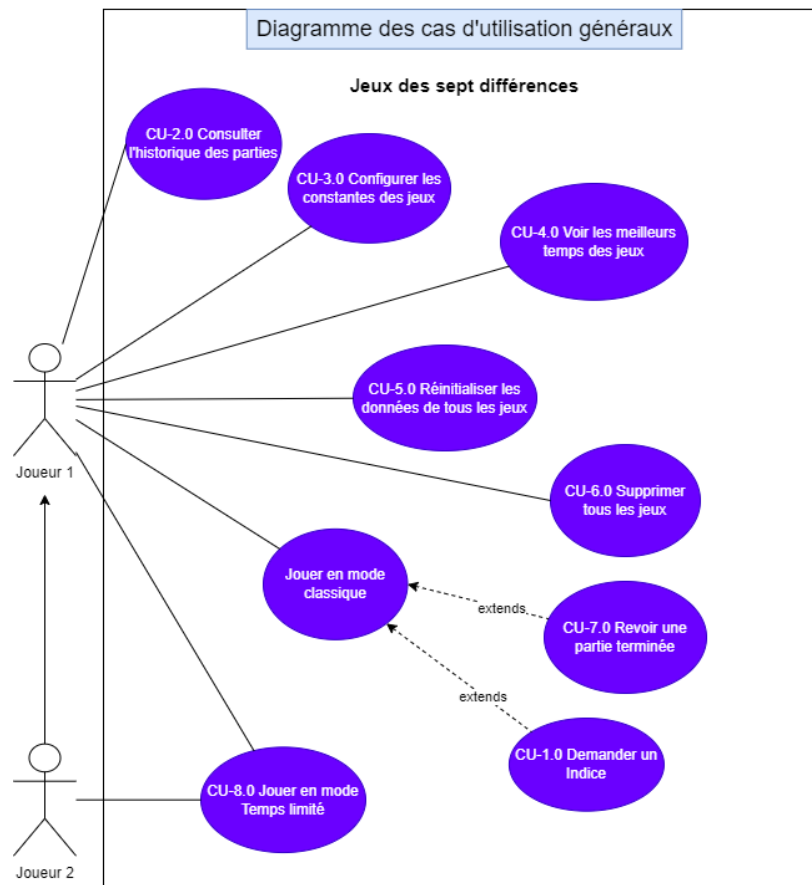 Diagramme des cas d'utilisation généraux
Jeux des sept différences
CU-2.0 Consulter
l'historique des parties
CU-3.0 Configurer les
constantes des jeux
CU-4.0 Voir les meilleurs
temps des jeux
CU-5.0 Réinitialiser les
données de tous les jeux
Joueur 1
CU-6.0 Supprimer
tous les jeux
Jouer en mode
classique
extends
CU-7.0 Revoir une
partie terminée
extends
CU-1.0 Demander un
Indice
CU-8.0 Jouer en mode
Temps limité
Joueur 2